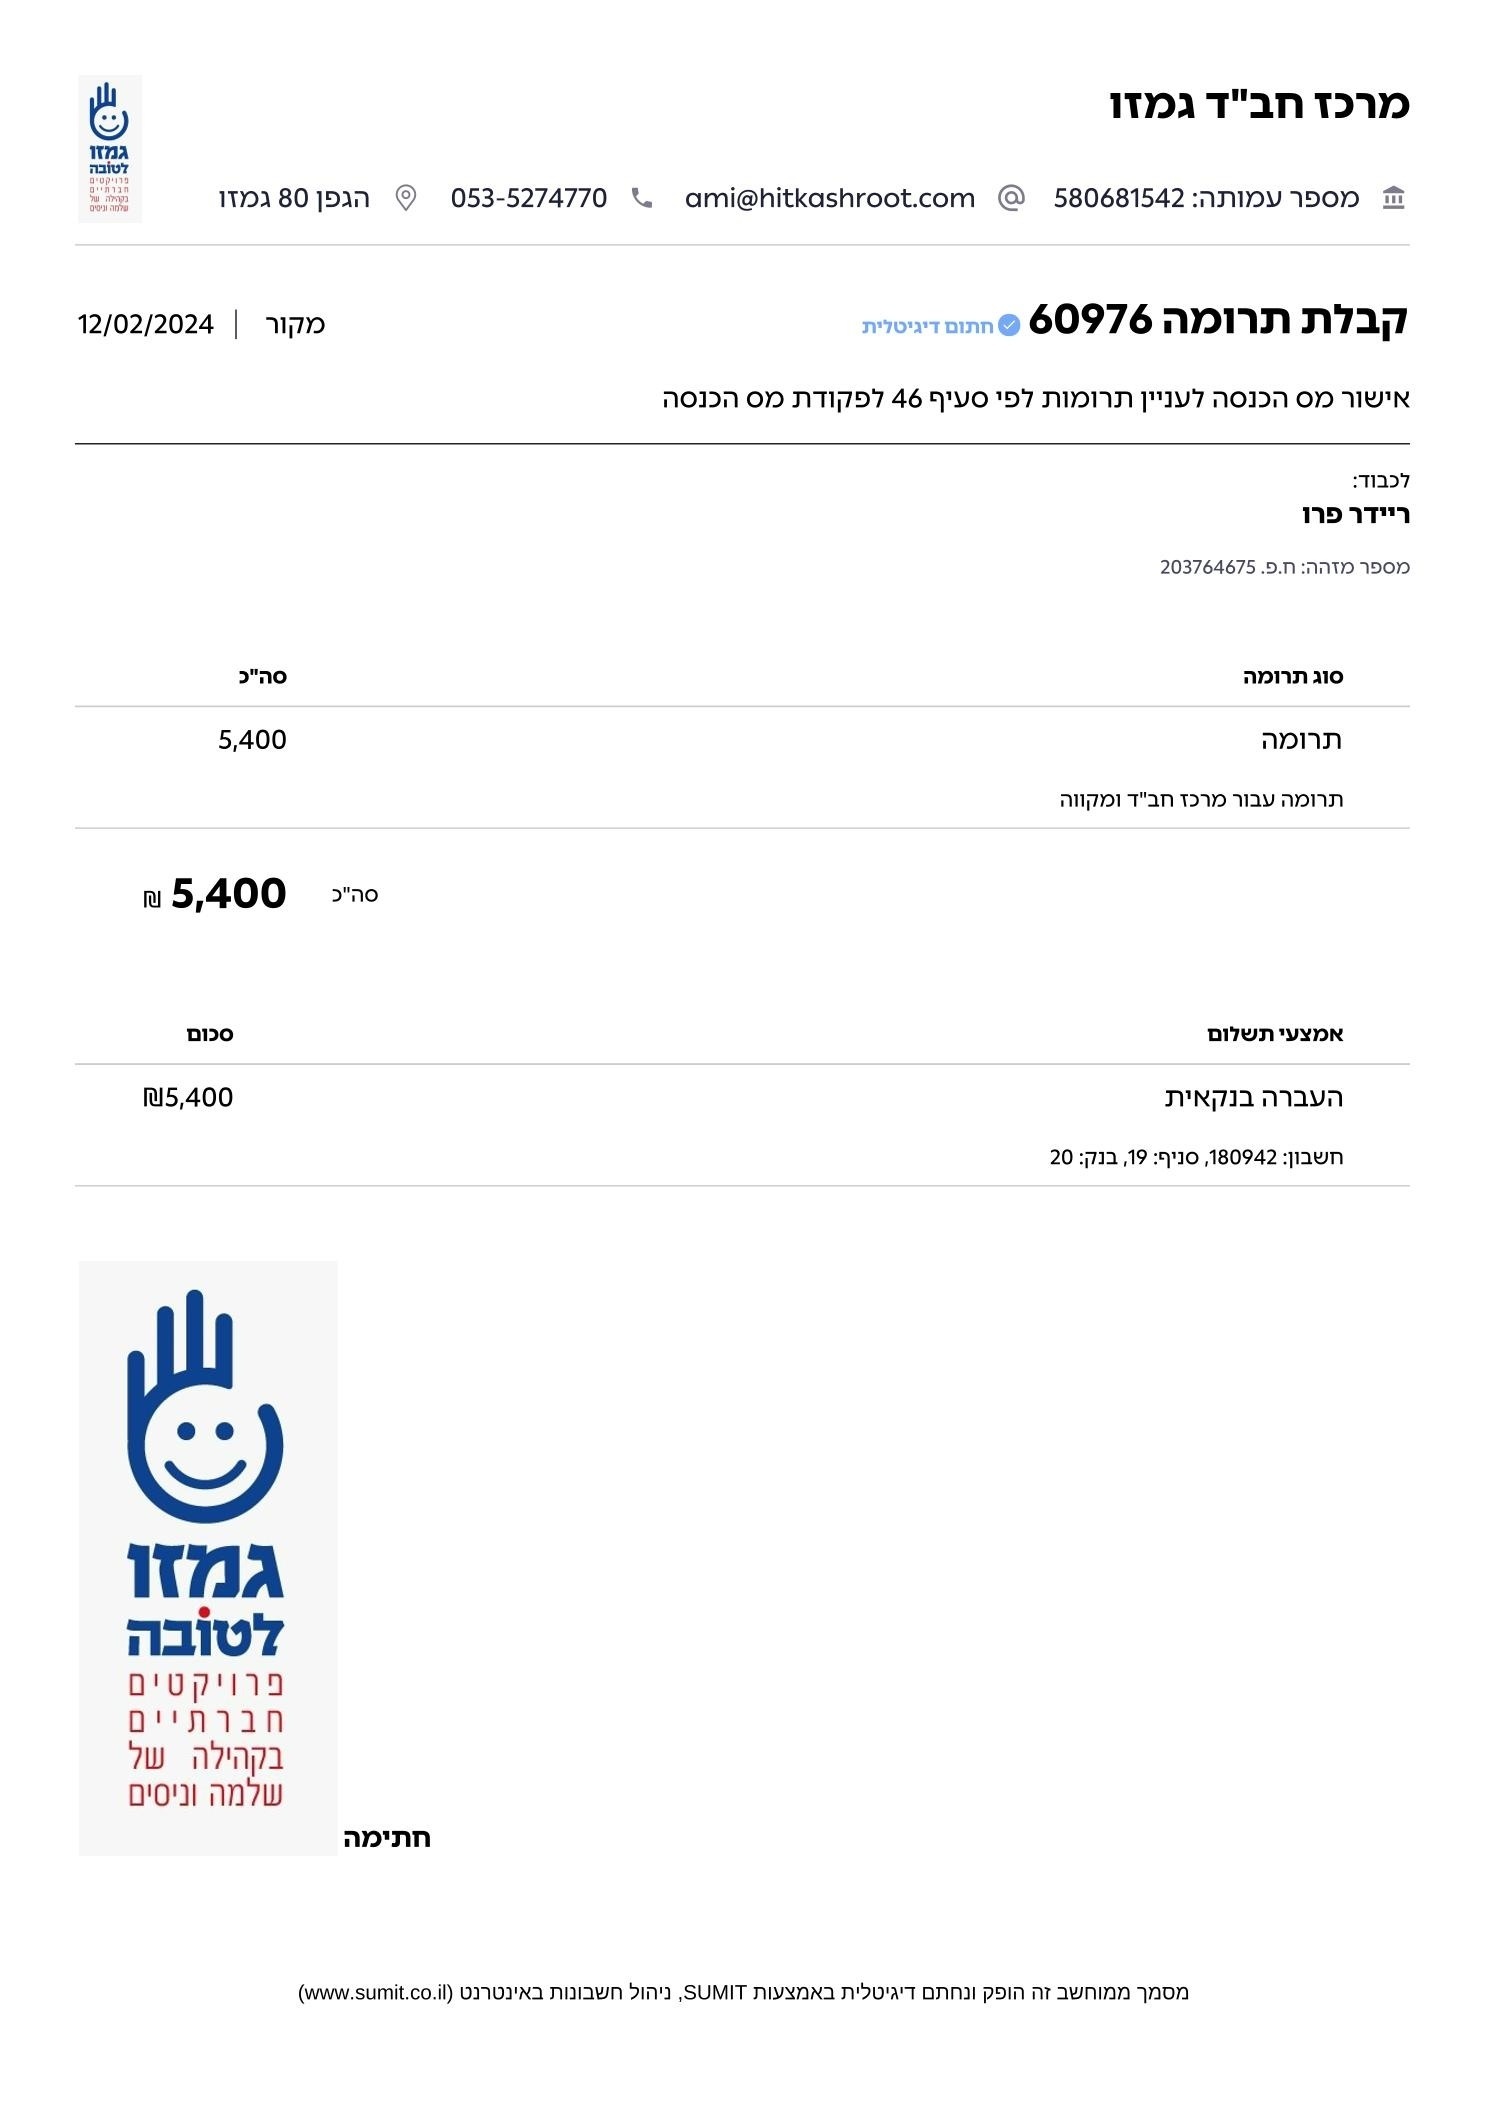 מרכז חב"ד גמזו
מספר עמותה: 580681542 ami@hitkashroot.com 053-5274770 הגפן 80 גמזו
גמזו
לטובה
פרויקטים
חברתיים
בקהילה של
שלמה וניסים
קבלת תרומה 60976 חתום דיגיטלית מקור 12/02/2024
אישור מס הכנסה לעניין תרומות לפי סעיף 46 לפקודת מס הכנסה
לכבוד:
ריידר פרו
מספר מזהה: ח.פ. 203764675
סוג תרומה סה"כ
תרומה 5,400
תרומה עבור מרכז חב"ד ומקווה
סה"כ 5,400 ₪
אמצעי תשלום סכום
העברה בנקאית ₪5,400
חשבון: 180942, סניף: 19, בנק: 20
גמזו
לטובה
פרויקטים
חברתיים
בקהילה של
שלמה וניסים
חתימה
מסמך ממוחשב זה הופק ונחתם דיגיטלית באמצעות SUMIT, ניהול חשבונות באינטרנט (www.sumit.co.il)